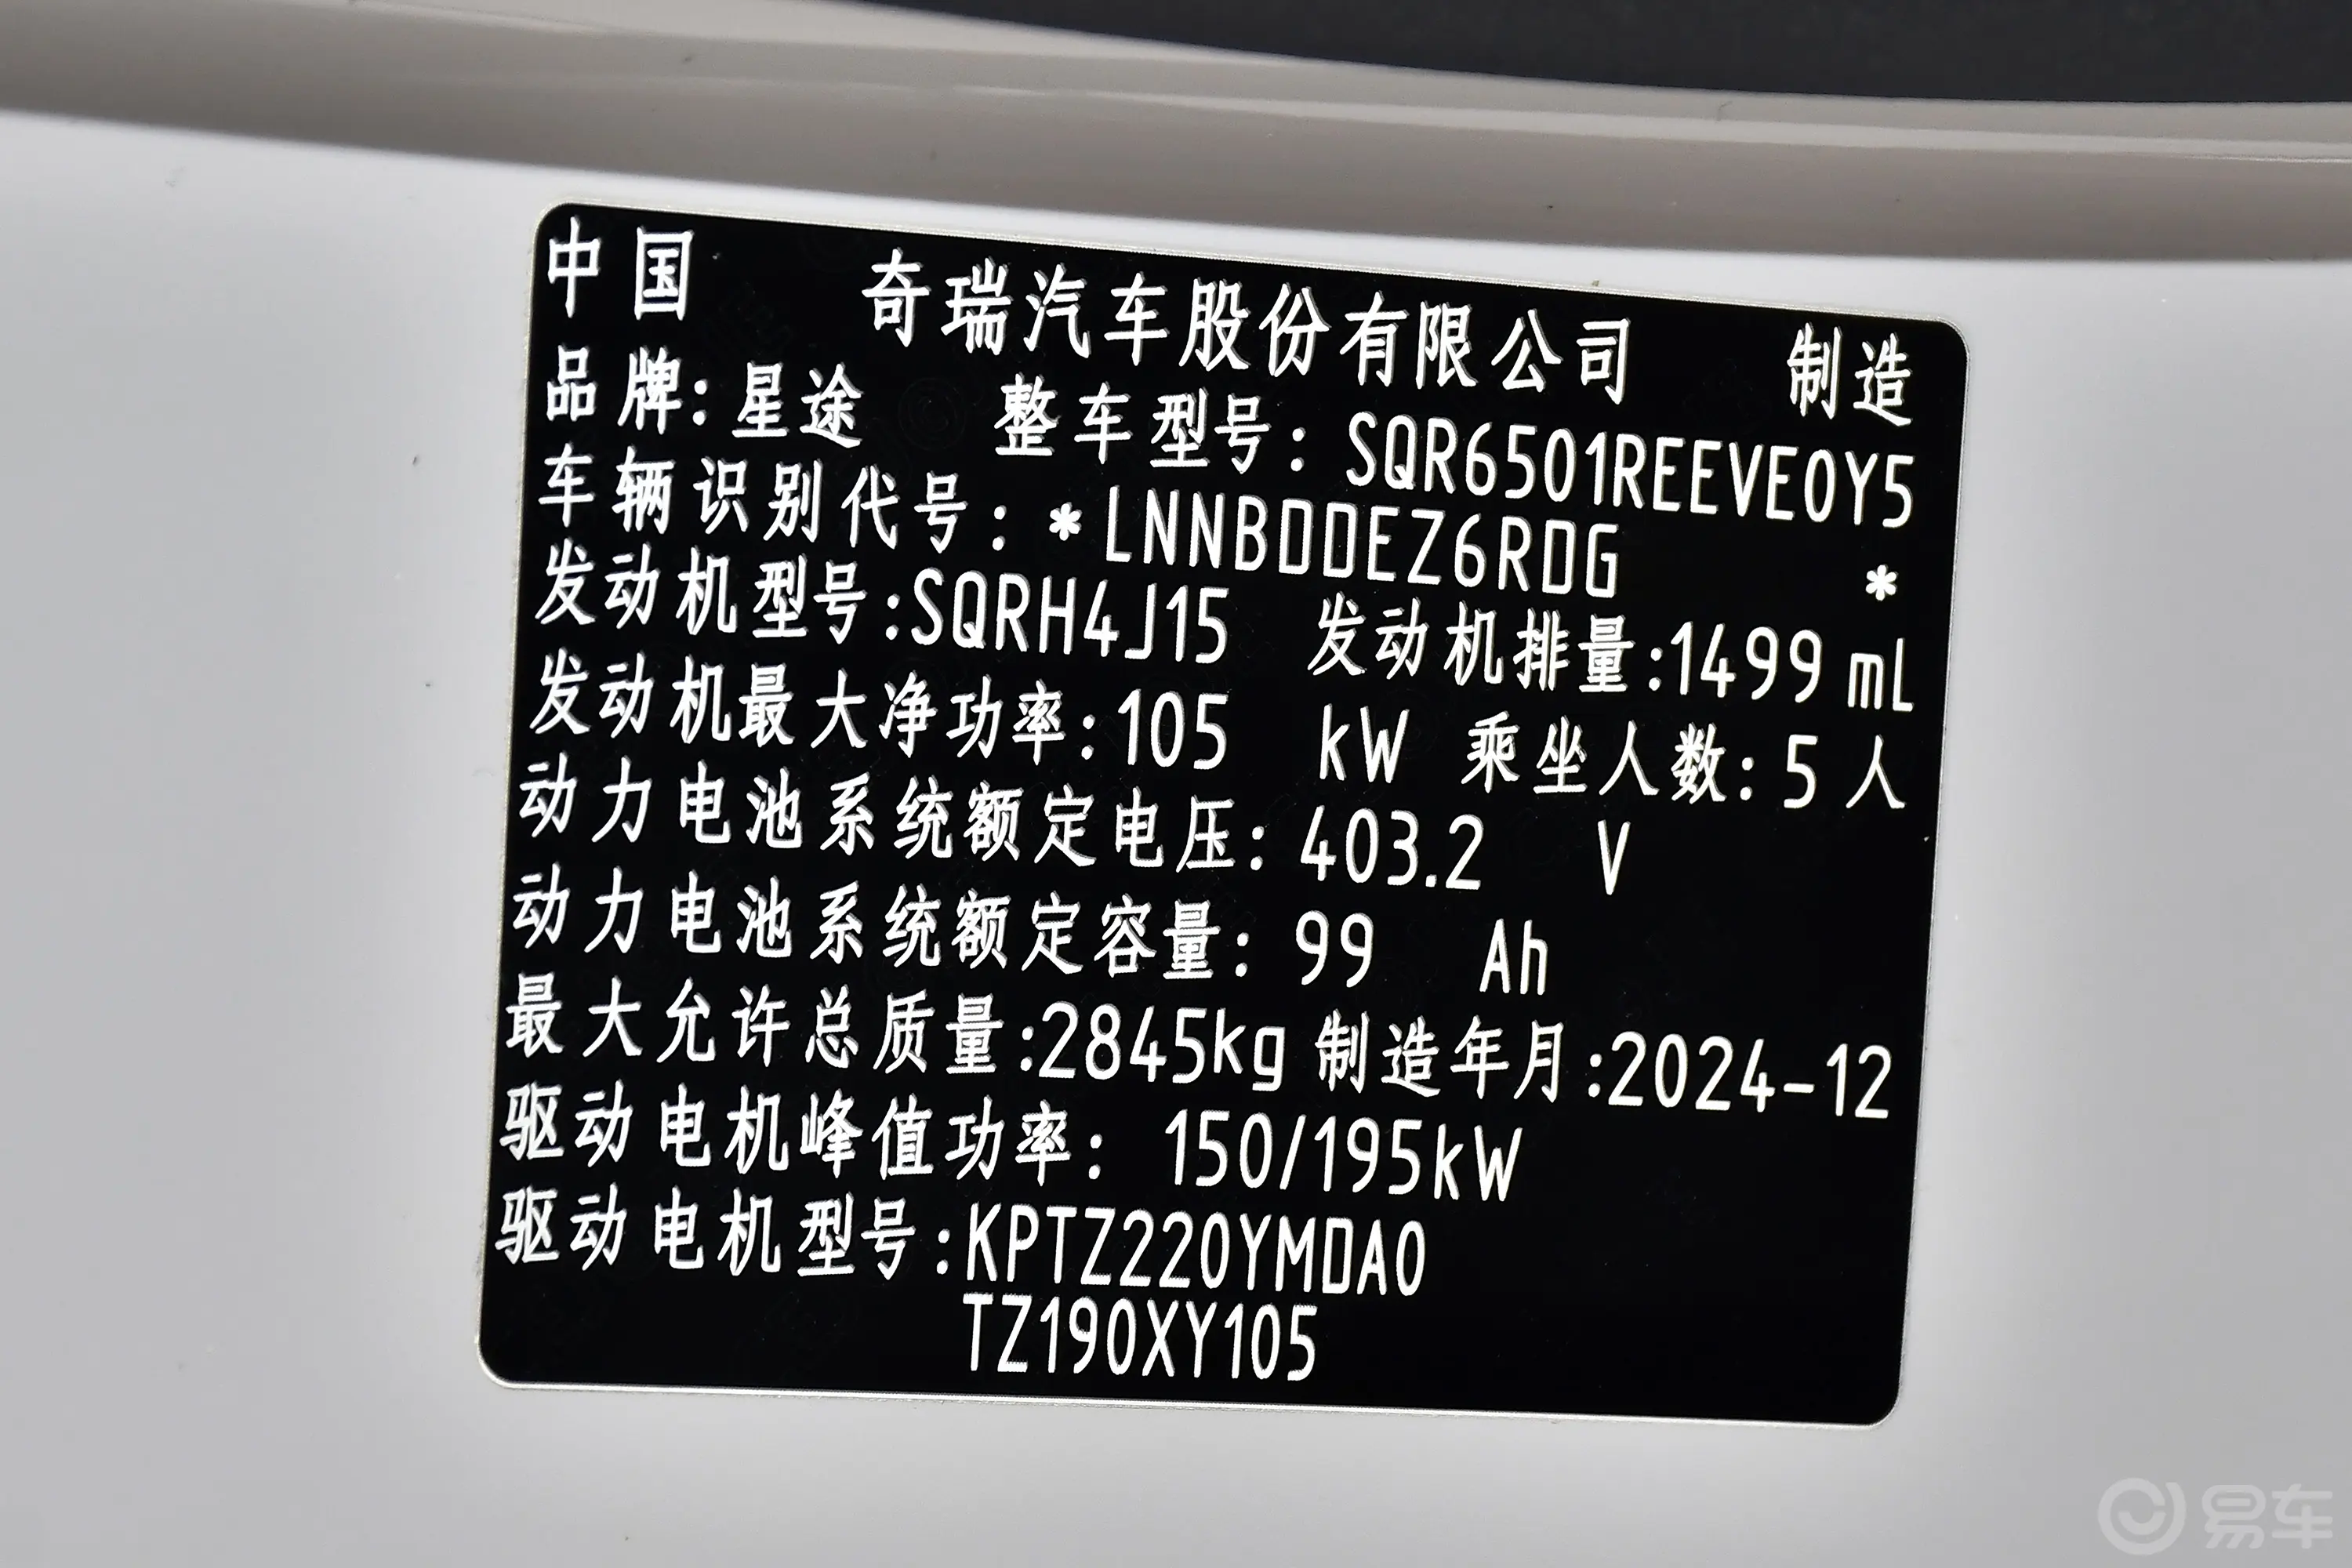 中国 奇瑞汽车股份有限公司 制造
品牌:星途 整车型号:SQR6501REEVE0Y5
车辆识别代号:*LNNBDDEZ6RDG *
发动机型号:SQRH4J15 发动机排量:1499 mL
发动机最大净功率:105 kW 乘坐人数:5 人
动力电池系统额定电压:403.2 V
动力电池系统额定容量:99 Ah
最大允许总质量:2845kg 制造年月:2024-12
驱动电机峰值功率: 150/195kW
驱动电机型号:KPTZ220YMDA0
TZ190XY105
易车